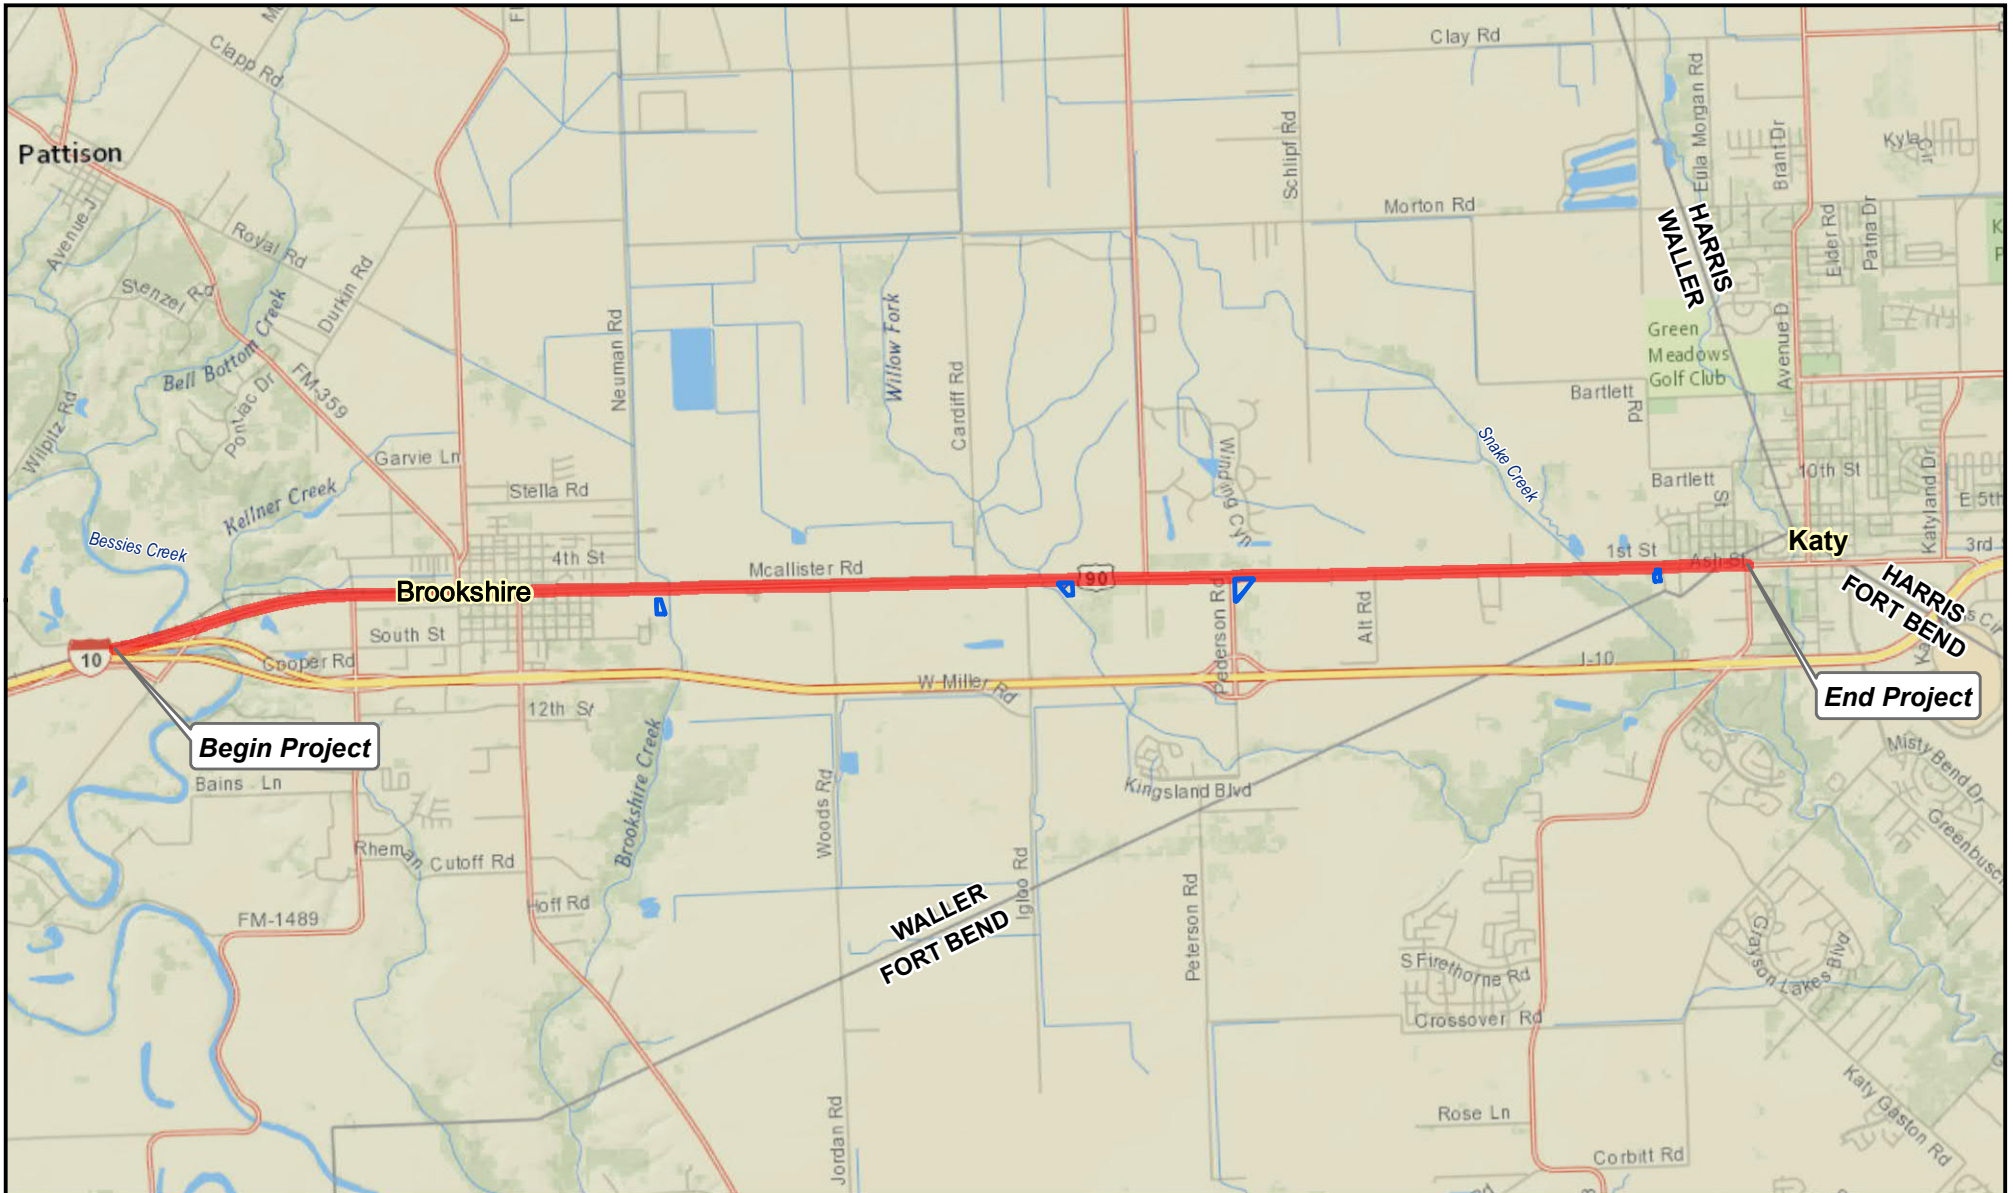 Clapp Rd
Clay Rd
Eula Morgan Rd
Brant Dr
Kyla
Cir
Pattison
Schlipf Rd
Morton Rd
HARRIS
WALLER
Elder Rd
Patna Dr
Avenue J
Royal Rd
Stenzel Rd
Durkin Rd
Bell Bottom Creek
Neuman Rd
Willow Fork
Cardiff Rd
Green
Meadows
Golf Club
Avenue D
Pontiac Dr
FM-359
Wilpitz Rd
Bartlett
Rd
Garvie Ln
Stella Rd
Winding Cyn
Snake Creek
Bartlett
St
10th St
Katyland Dr
E 5th
Kellner Creek
Bessies Creek
4th St
Mcallister Rd
90
1st St
Ash St
Katy
3rd
Brookshire
HARRIS
FORT BEND
South St
Cooper Rd
10
Pederson Rd
Alt Rd
I-10
W Miller Rd
End Project
12th St
Begin Project
Bains Ln
Brookshire Creek
Woods Rd
Kingsland Blvd
Misty Bend Dr
Greenbusch
Rheman
Cutoff Rd
Igloo Rd
Hoff Rd
FM-1489
WALLER
FORT BEND
Peterson Rd
S Firethorne Rd
Grayson Lakes Blvd
Crossover Rd
Jordan Rd
Rose Ln
Katy Gaston Rd
Corbitt Rd